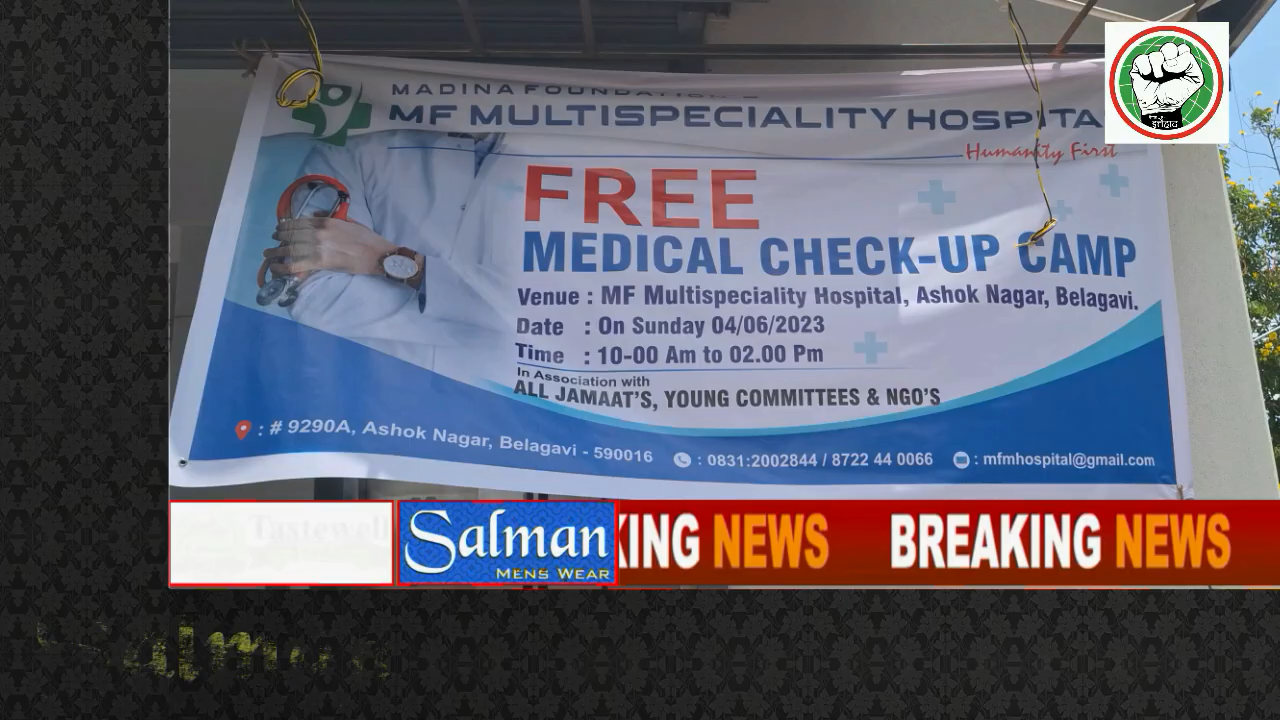 MADINA FOUNDATION
MF MULTISPECIALITY HOSPITA
Humanity First
FREE
MEDICAL CHECK-UP CAMP
Venue : MF Multispeciality Hospital, Ashok Nagar, Belagavi.
Date : On Sunday 04/06/2023
Time : 10-00 Am to 02.00 Pm
In Association with
ALL JAMAAT'S, YOUNG COMMITTEES & NGO'S
: # 9290A, Ashok Nagar, Belagavi - 590016
: 0831:2002844 / 8722 44 0066
: mfmhospital@gmail.com
Tastewell
Salman
MENS WEAR
KING NEWS
BREAKING NEWS